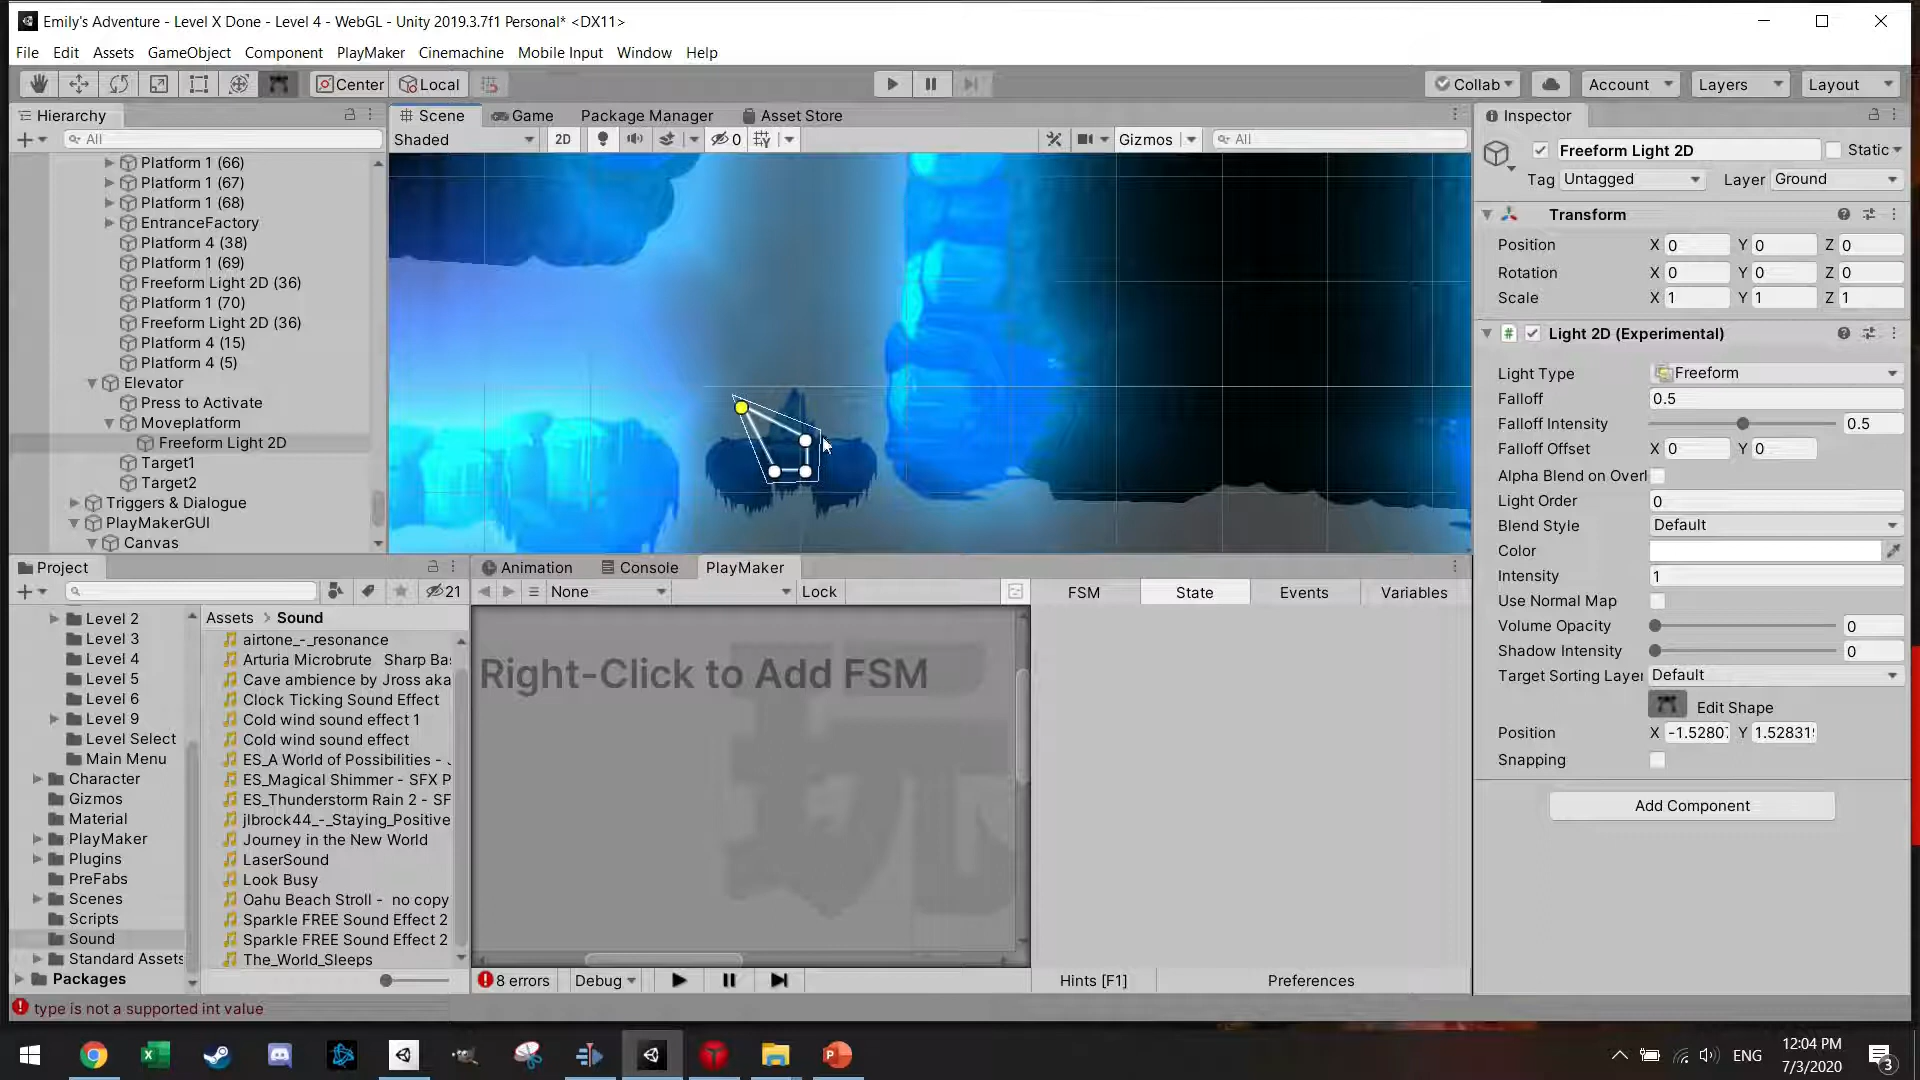 Emily's Adventure - Level X Done - Level 4 - WebGL - Unity 2019.3.7f1 Personal* <DX11>
File Edit Assets GameObject Component PlayMaker Cinemachine Mobile Input Window Help
Center Local Collab Account Layers Layout
Hierarchy
All
Platform 1 (66)
Platform 1 (67)
Platform 1 (68)
EntranceFactory
Platform 4 (38)
Platform 1 (69)
Freeform Light 2D (36)
Platform 1 (70)
Freeform Light 2D (36)
Platform 4 (15)
Platform 4 (5)
Elevator
Press to Activate
Moveplatform
Freeform Light 2D
Target1
Target2
Triggers & Dialogue
PlayMakerGUI
Canvas
Scene Game Package Manager Asset Store
Shaded 2D 0 Gizmos All
Inspector
Freeform Light 2D Static
Tag Untagged Layer Ground
Transform
Position X 0 Y 0 Z 0
Rotation X 0 Y 0 Z 0
Scale X 1 Y 1 Z 1
Light 2D (Experimental)
Light Type Freeform
Falloff 0.5
Falloff Intensity 0.5
Falloff Offset X 0 Y 0
Alpha Blend on Overl
Light Order 0
Blend Style Default
Color
Intensity 1
Use Normal Map
Volume Opacity 0
Shadow Intensity 0
Target Sorting Layer Default
Edit Shape
Position X -1.5280 Y 1.52831
Snapping
Add Component
Project
21
Level 2
Level 3
Level 4
Level 5
Level 6
Level 9
Level Select
Main Menu
Character
Gizmos
Material
PlayMaker
Plugins
PreFabs
Scenes
Scripts
Sound
Standard Assets
Packages
Assets > Sound
airtone_-_resonance
Arturia Microbrute Sharp Ba
Cave ambience by Jross aka
Clock Ticking Sound Effect
Cold wind sound effect 1
Cold wind sound effect
ES_A World of Possibilities -
ES_Magical Shimmer - SFX P
ES_Thunderstorm Rain 2 - SF
jlbrock44_-_Staying_Positive
Journey in the New World
LaserSound
Look Busy
Oahu Beach Stroll - no copy
Sparkle FREE Sound Effect 2
Sparkle FREE Sound Effect 2
The_World_Sleeps
Animation Console PlayMaker
None Lock FSM State Events Variables
Right-Click to Add FSM
8 errors Debug Hints [F1] Preferences
type is not a supported int value
ENG
12:04 PM
7/3/2020
3